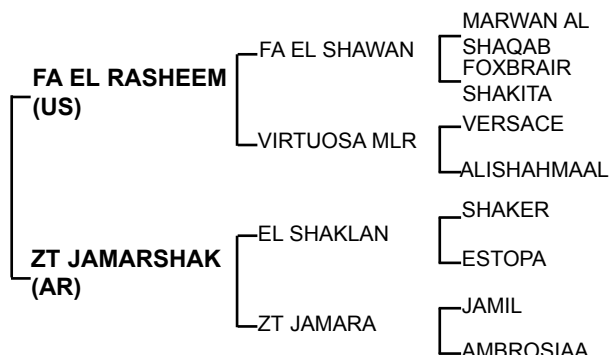 MARWAN AL
SHAQAB
FA EL SHAWAN
FOXBRAIR
SHAKITA
FA EL RASHEEM
(US)
VERSACE
VIRTUOSA MLR
ALISHAHMAAL
SHAKER
EL SHAKLAN
ESTOPA
ZT JAMARSHAK
(AR)
JAMIL
ZT JAMARA
AMBROSIAA